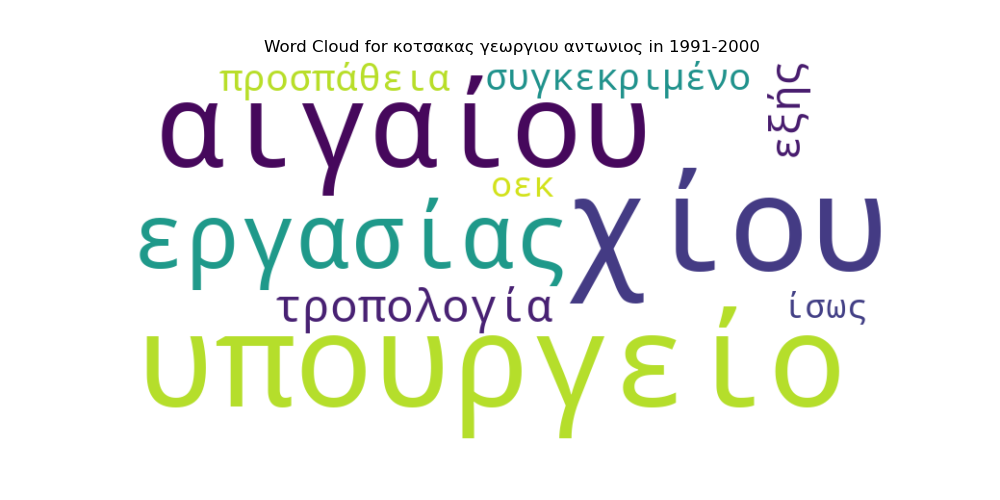 Word Cloud for κοτσακας γεωργιου αντωνιος in 1991-2000
προσπάθεια συγκεκριμένο εξής
αιγαίου
οεκ
εργασίας χίου
τροπολογία ίσως
υπουργείο